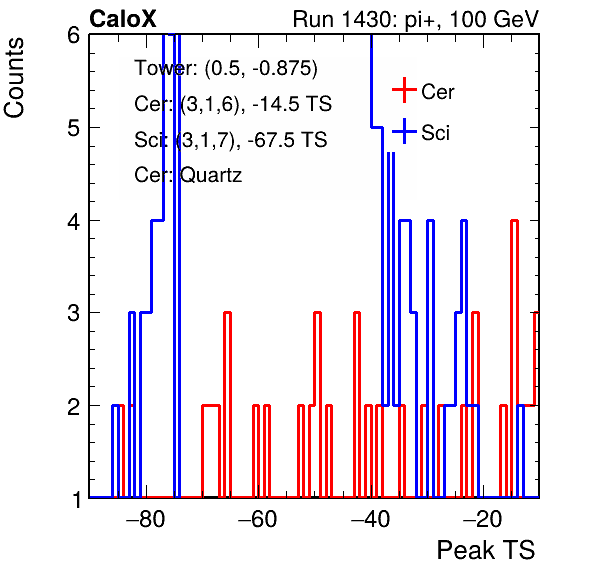 CaloX Run 1430: pi+, 100 GeV
Counts
6
5
4
3
2
1
Tower: (0.5, -0.875)
Cer: (3,1,6), -14.5 TS
Sci: (3,1,7), -67.5 TS
Cer: Quartz
Cer
Sci
−80 −60 −40 −20
Peak TS